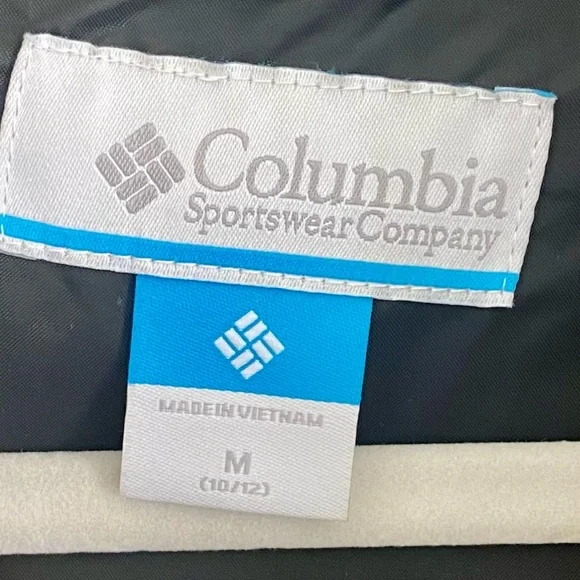 Columbia
Sportswear Company
MADE IN VIETNAM
M
(10/12)